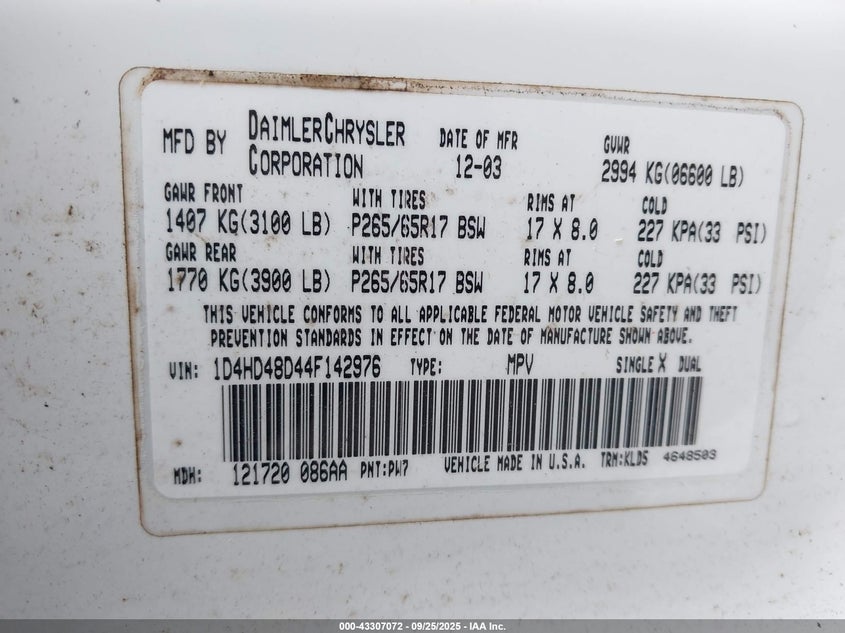 MFD BY DAIMLERCHRYSLER CORPORATION DATE OF MFR 12-03 GVWR 2994 KG(06600 LB)
GAWR FRONT WITH TIRES RIMS AT COLD
1407 KG(3100 LB) P265/65R17 BSW 17 X 8.0 227 KPA(33 PSI)
GAWR REAR WITH TIRES RIMS AT COLD
1770 KG(3900 LB) P265/65R17 BSW 17 X 8.0 227 KPA(33 PSI)
THIS VEHICLE CONFORMS TO ALL APPLICABLE FEDERAL MOTOR VEHICLE SAFETY AND THEFT
PREVENTION STANDARDS IN EFFECT ON THE DATE OF MANUFACTURE SHOWN ABOVE.
VIN: 1D4HD48D44F142976 TYPE: MPV SINGLE X DUAL
MDH: 121720 086AA PNT:PW7 VEHICLE MADE IN U.S.A. TRM:KLD5 4648503
000-43307072 - 09/25/2025 - IAA Inc.